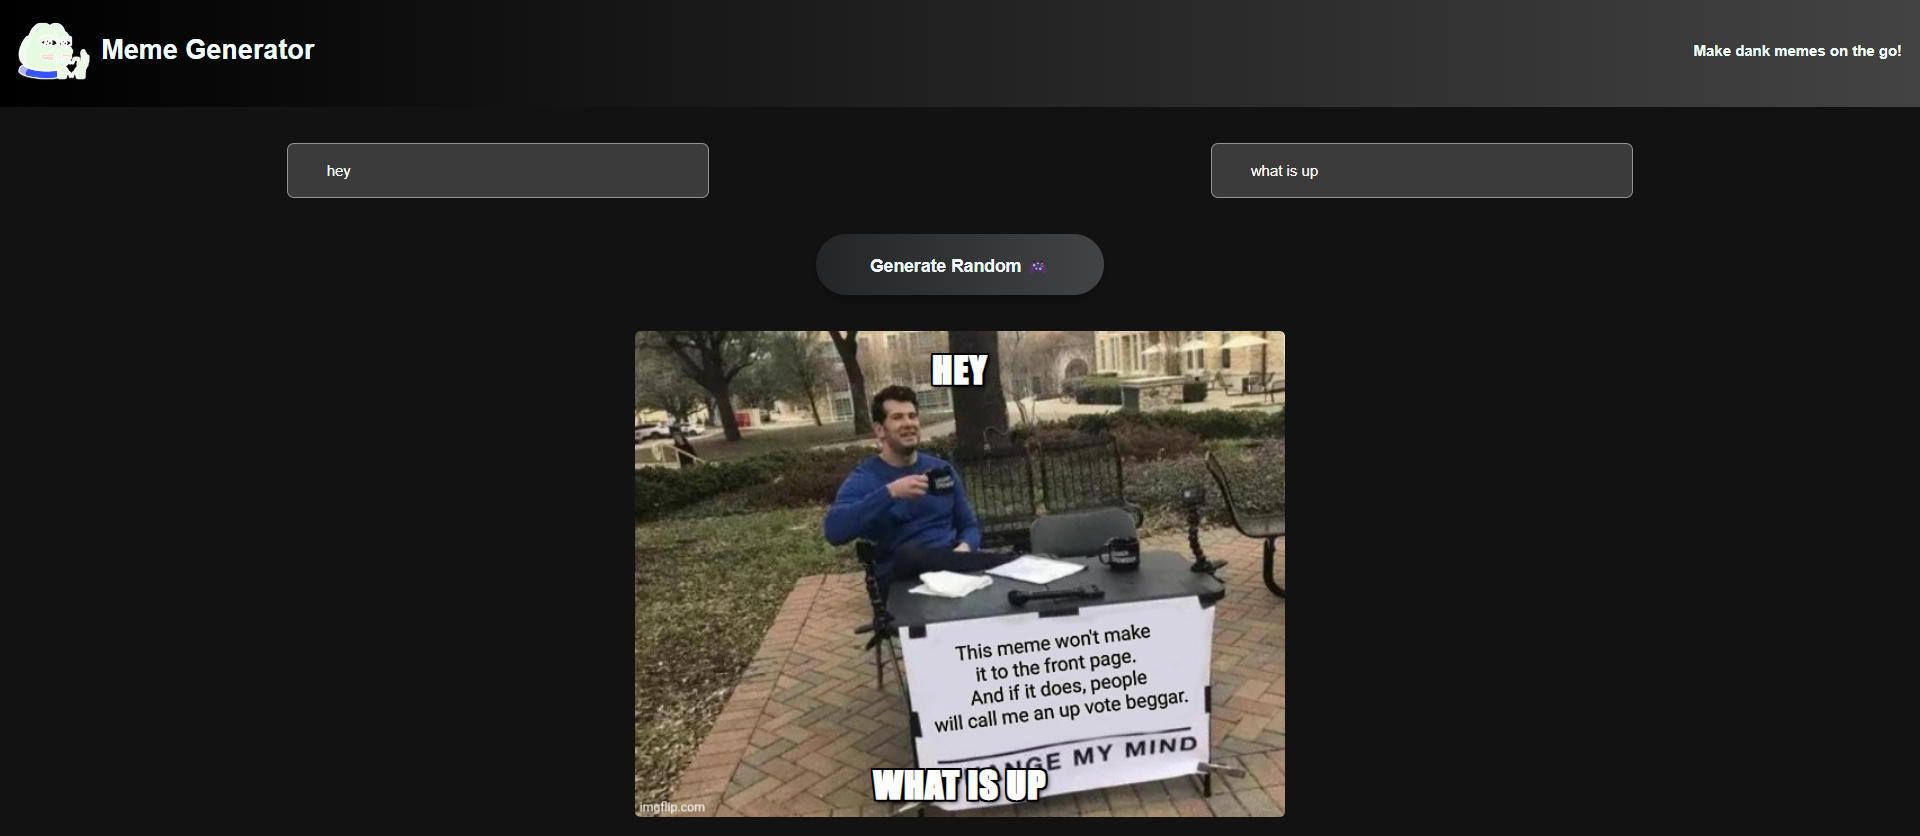 Meme Generator
Make dank memes on the go!
hey
what is up
Generate Random
HEY
This meme won't make
it to the front page.
And if it does, people
will call me an up vote beggar.
MY MIND
WHAT IS UP
imgflip.com